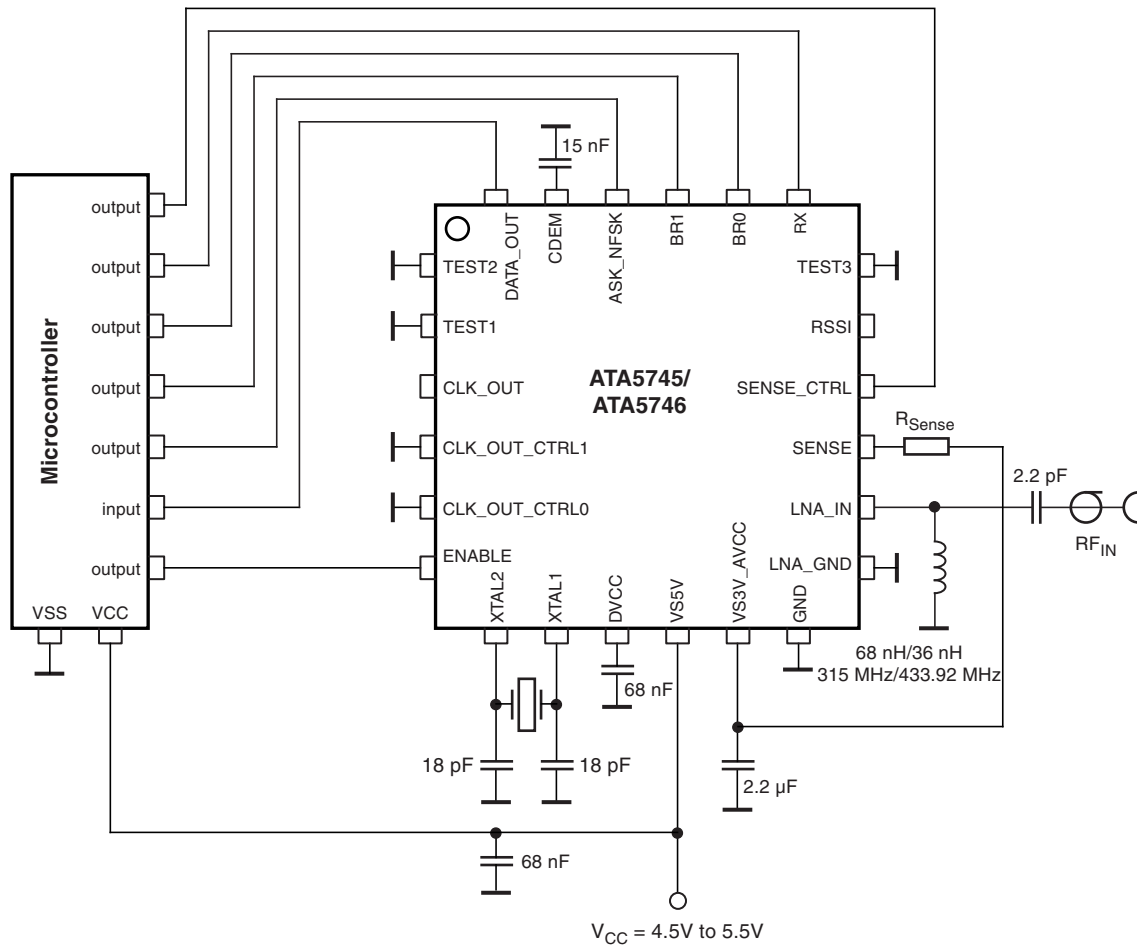 15 nF
output
output
output
output
output
input
output
Microcontroller
VSS
VCC
DATA_OUT
CDEM
ASK_NFSK
BR1
BR0
RX
TEST2
TEST1
CLK_OUT
CLK_OUT_CTRL1
CLK_OUT_CTRL0
ENABLE
ATA5745/
ATA5746
TEST3
RSSI
SENSE_CTRL
SENSE
LNA_IN
LNA_GND
XTAL2
XTAL1
DVCC
VS5V
VS3V_AVCC
GND
RSense
2.2 pF
RFIN
68 nH/36 nH
315 MHz/433.92 MHz
68 nF
18 pF
18 pF
2.2 µF
68 nF
VCC = 4.5V to 5.5V